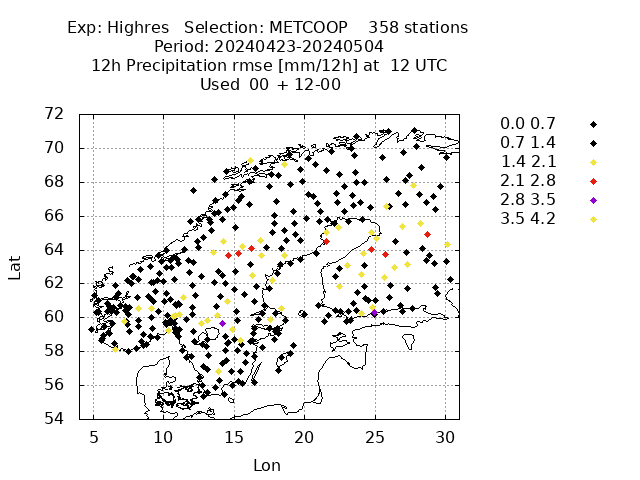 Exp: Highres   Selection: METCOOP    358 stations
Period: 20240423-20240504
12h Precipitation rmse [mm/12h] at  12 UTC
Used  00 + 12-00
72
70
68
66
64
62
60
58
56
54
Lat
5 10 15 20 25 30
Lon
0.0 0.7
0.7 1.4
1.4 2.1
2.1 2.8
2.8 3.5
3.5 4.2